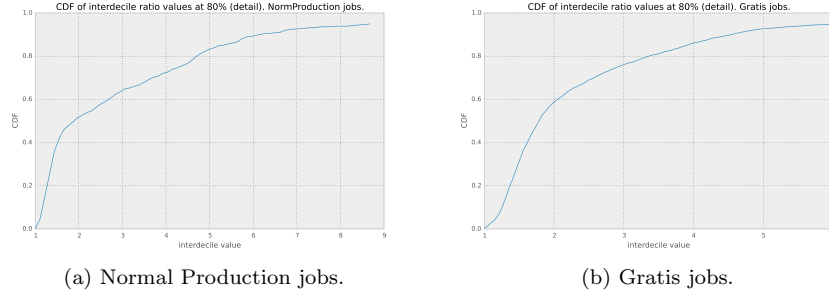 CDF of interdecile ratio values at 80% (detail). NormProduction jobs.
1.0
0.8
0.6
0.4
0.2
0.0
CDF
1 2 3 4 5 6 7 8 9
interdecile value
(a) Normal Production jobs.
CDF of interdecile ratio values at 80% (detail). Gratis jobs.
1.0
0.8
0.6
0.4
0.2
0.0
CDF
1 2 3 4 5
interdecile value
(b) Gratis jobs.